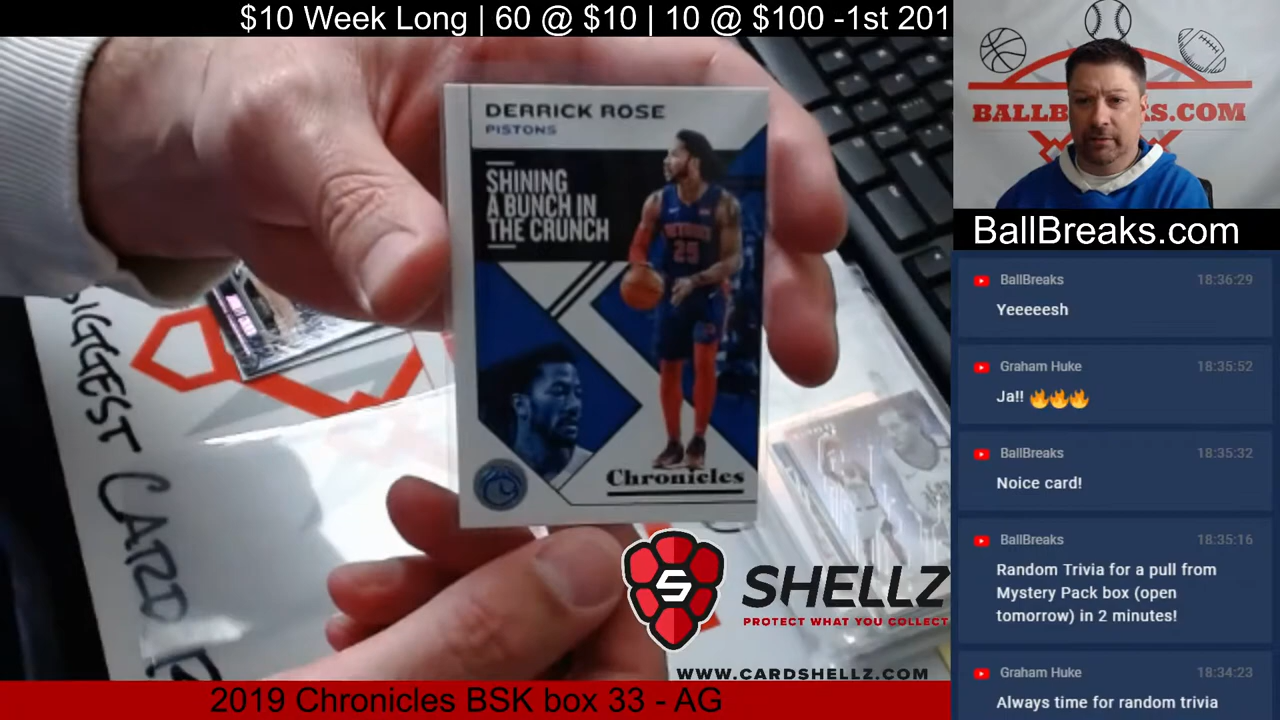 $10 Week Long | 60 @ $10 | 10 @ $100 -1st 201
BALLBREAKS.COM
BallBreaks.com
DERRICK ROSE
PISTONS
SHINING
A BUNCH IN
THE CRUNCH
DETROIT
25
Chronicles
BIGGEST CARD
S
SHELLZ
PROTECT WHAT YOU COLLECT
WWW.CARDSHELLZ.COM
2019 Chronicles BSK box 33 - AG
BallBreaks 18:36:29
Yeeeeesh
Graham Huke 18:35:52
Ja!! 🔥🔥🔥
BallBreaks 18:35:32
Noice card!
BallBreaks 18:35:16
Random Trivia for a pull from
Mystery Pack box (open
tomorrow) in 2 minutes!
Graham Huke 18:34:23
Always time for random trivia